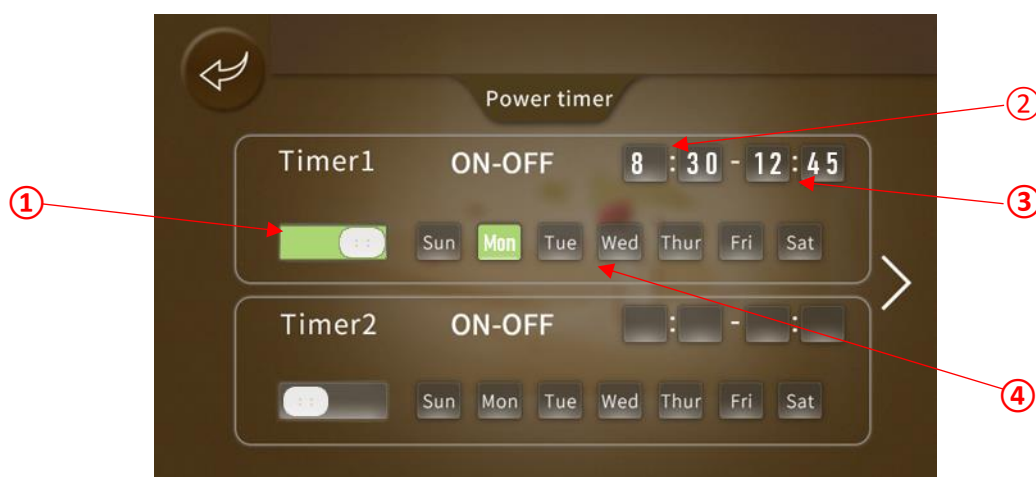 Power timer
②
Timer1 ON-OFF 8 : 30 - 12 : 45
①
③
Sun Mon Tue Wed Thur Fri Sat
Timer2 ON-OFF : - :
④
Sun Mon Tue Wed Thur Fri Sat